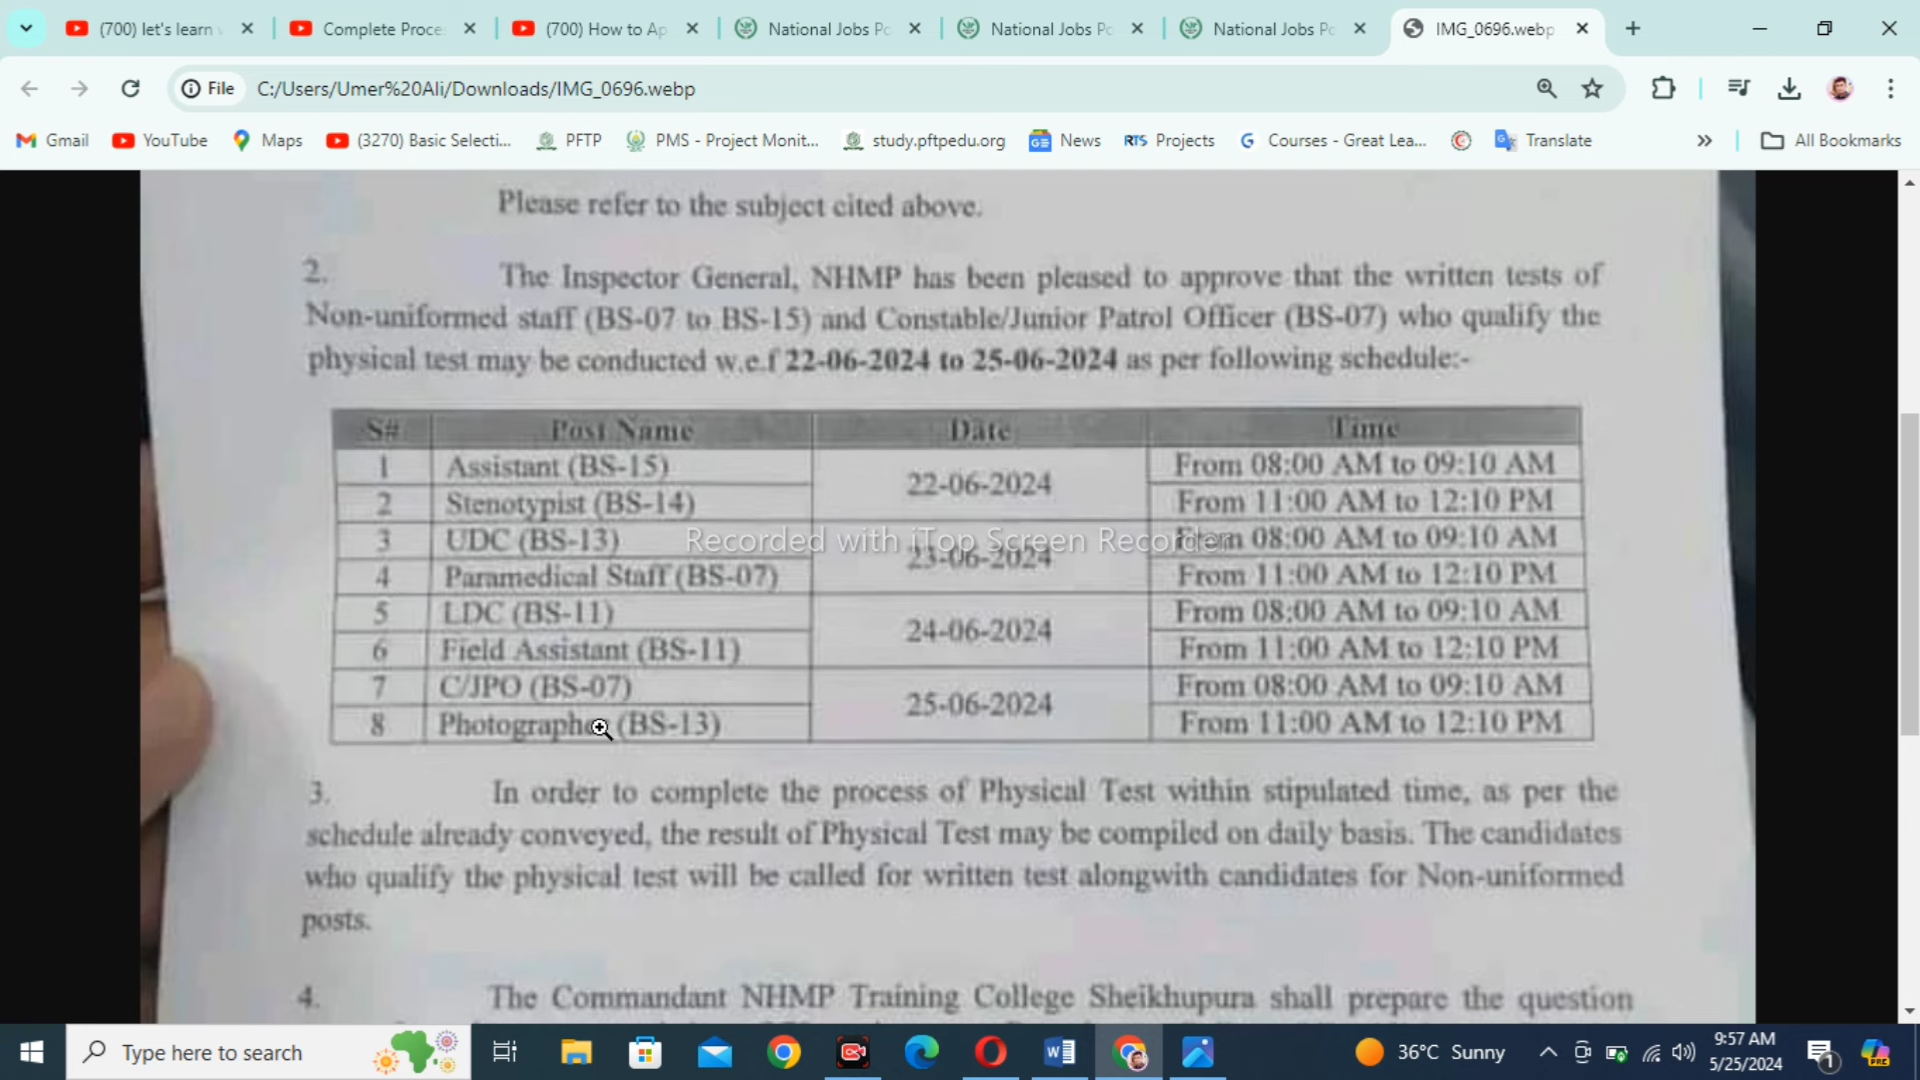 (700) let's learn
Complete Proce
(700) How to Ap
National Jobs Po
National Jobs Po
National Jobs Po
IMG_0696.webp
File
C:/Users/Umer%20Ali/Downloads/IMG_0696.webp
Gmail
YouTube
Maps
(3270) Basic Selecti...
PFTP
PMS - Project Monit...
study.pftpedu.org
GE
News
RTS
Projects
G
Courses - Great Lea...
Translate
All Bookmarks
Please refer to the subject cited above.
2. The Inspector General, NHMP has been pleased to approve that the written tests of
Non-uniformed staff (BS-07 to BS-15) and Constable/Junior Patrol Officer (BS-07) who qualify the
physical test may be conducted w.e.f 22-06-2024 to 25-06-2024 as per following schedule:-
S# Post Name Date Time
1 Assistant (BS-15) 22-06-2024 From 08:00 AM to 09:10 AM
2 Stenotypist (BS-14) From 11:00 AM to 12:10 PM
3 UDC (BS-13) 23-06-2024 From 08:00 AM to 09:10 AM
Recorded with iTop Screen Recorder
4 Paramedical Staff (BS-07) From 11:00 AM to 12:10 PM
5 LDC (BS-11) 24-06-2024 From 08:00 AM to 09:10 AM
6 Field Assistant (BS-11) From 11:00 AM to 12:10 PM
7 C/JPO (BS-07) 25-06-2024 From 08:00 AM to 09:10 AM
8 Photographer (BS-13) From 11:00 AM to 12:10 PM
3. In order to complete the process of Physical Test within stipulated time, as per the
schedule already conveyed, the result of Physical Test may be compiled on daily basis. The candidates
who qualify the physical test will be called for written test alongwith candidates for Non-uniformed
posts.
4. The Commandant NHMP Training College Sheikhupura shall prepare the question
Type here to search
36°C Sunny
9:57 AM
5/25/2024
1
PRE